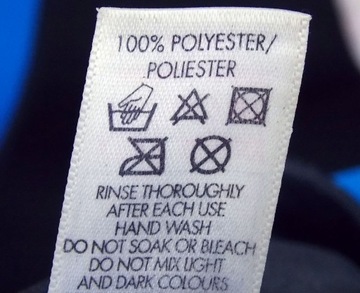 100% POLYESTER/
POLIESTER
RINSE THOROUGHLY
AFTER EACH USE
HAND WASH
DO NOT SOAK OR BLEACH
DO NOT MIX LIGHT
AND DARK COLOURS